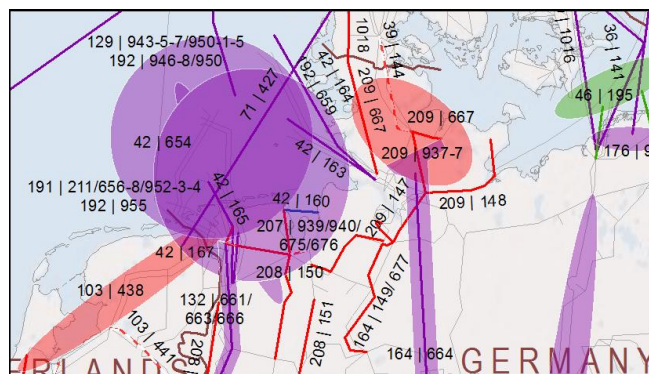 129 | 943-5-7/950-1-5
192 | 946-8/950
71 | 427
192 | 659
42 | 164
1018
209 | 667
39 | 144
1016
36 | 141
46 | 195
209 | 667
42 | 654
42 | 163
209 | 937-7
176 | 9
191 | 211/656-8/952-3-4
192 | 955
42 | 165
42 | 160
209 | 147
209 | 148
207 | 939/940/
675/676
42 | 167
208 | 150
103 | 438
132 | 661/
663/666
164 | 149/677
103 | 441
208 |
208 | 151
164 | 664
ERLANDS
GERMANY